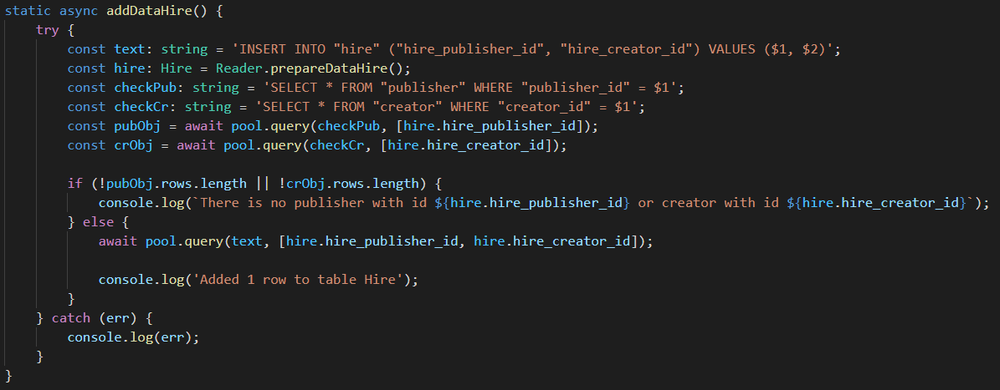 static async addDataHire() {
    try {
        const text: string = 'INSERT INTO "hire" ("hire_publisher_id", "hire_creator_id") VALUES ($1, $2)';
        const hire: Hire = Reader.prepareDataHire();
        const checkPub: string = 'SELECT * FROM "publisher" WHERE "publisher_id" = $1';
        const checkCr: string = 'SELECT * FROM "creator" WHERE "creator_id" = $1';
        const pubObj = await pool.query(checkPub, [hire.hire_publisher_id]);
        const crObj = await pool.query(checkCr, [hire.hire_creator_id]);
        if (!pubObj.rows.length || !crObj.rows.length) {
            console.log(`There is no publisher with id ${hire.hire_publisher_id} or creator with id ${hire.hire_creator_id}`);
        } else {
            await pool.query(text, [hire.hire_publisher_id, hire.hire_creator_id]);
            console.log('Added 1 row to table Hire');
        }
    } catch (err) {
        console.log(err);
    }
}